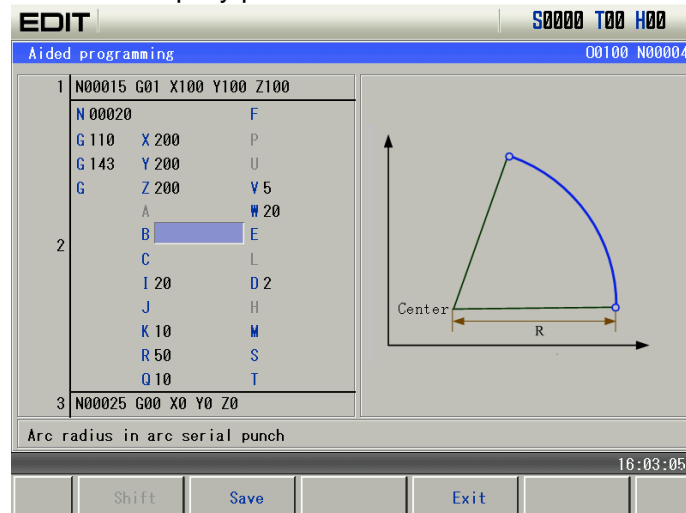 EDIT S0000 T00 H00
Aided programming O0100 N00004
1 N00015 G01 X100 Y100 Z100
N 00020 F
G 110 X 200 P
G 143 Y 200 U
G Z 200 V 5
A W 20
2 B E
C L
I 20 D 2
J H
K 10 M
R 50 S
Q 10 T
3 N00025 G00 X0 Y0 Z0
Center
R
Arc radius in arc serial punch
16:03:05
Shift Save Exit